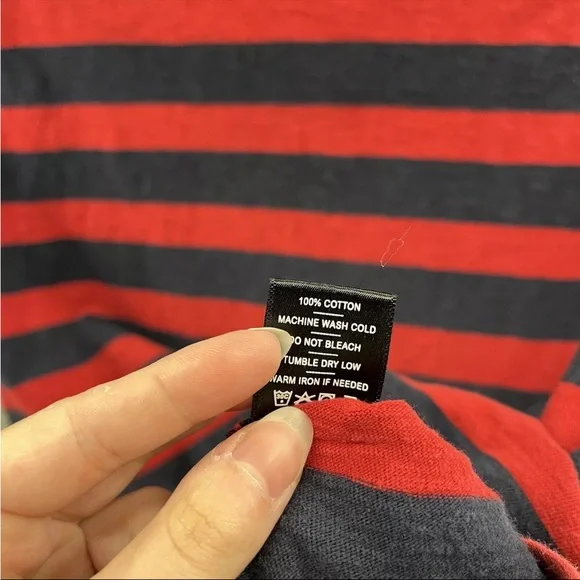 100% COTTON
MACHINE WASH COLD
DO NOT BLEACH
TUMBLE DRY LOW
WARM IRON IF NEEDED